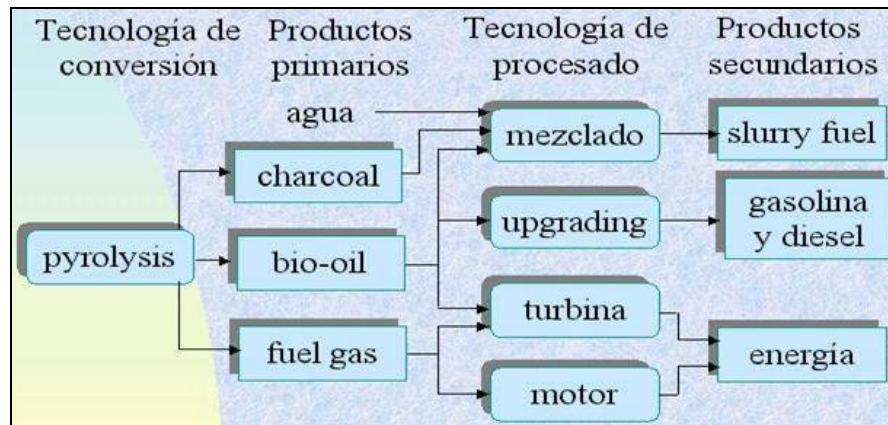 Tecnología de
conversión
Productos
primarios
Tecnología de
procesado
Productos
secundarios
agua
mezclado
slurry fuel
charcoal
upgrading
gasolina
y diesel
pyrolysis
bio-oil
turbina
fuel gas
energía
motor